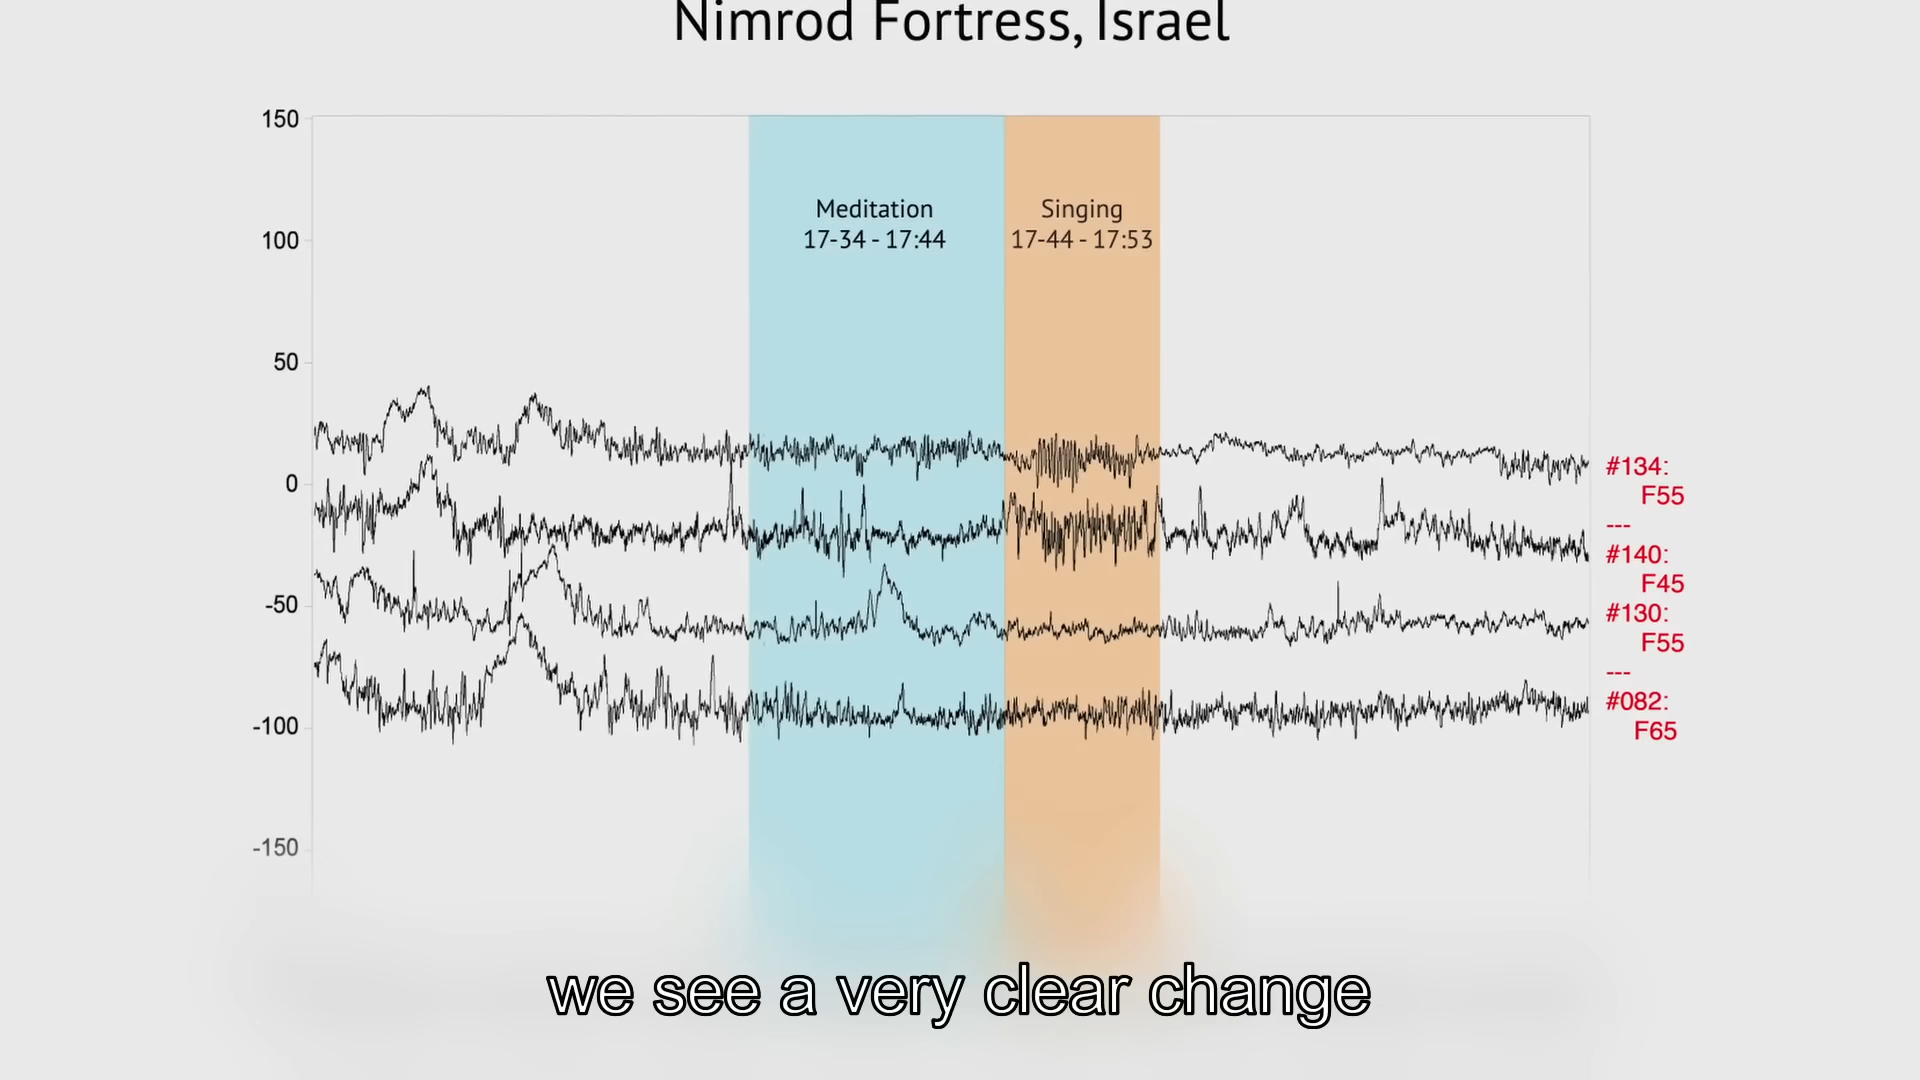 Nimrod Fortress, Israel
150
100
50
0
-50
-100
-150
Meditation
17-34 - 17:44
Singing
17-44 - 17:53
#134:
F55
---
#140:
F45
#130:
F55
---
#082:
F65
we see a very clear change